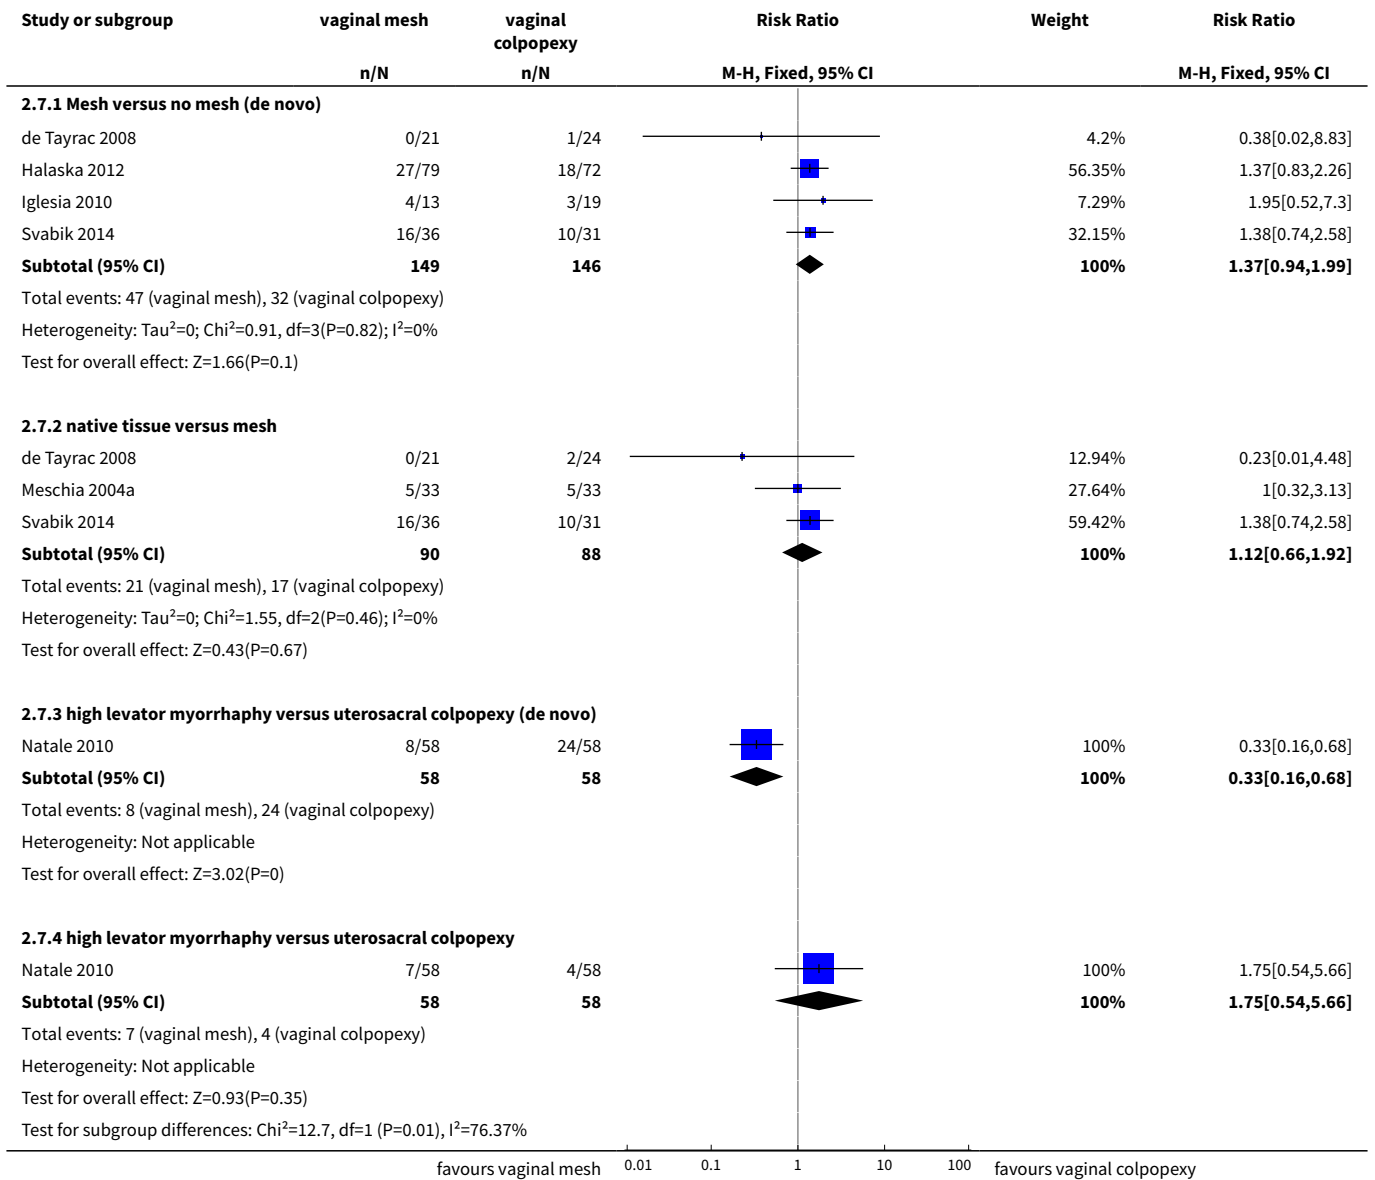 Study or subgroup vaginal mesh vaginal colpopexy Risk Ratio Weight Risk Ratio
n/N n/N M-H, Fixed, 95% CI M-H, Fixed, 95% CI
2.7.1 Mesh versus no mesh (de novo)
de Tayrac 2008 0/21 1/24 4.2% 0.38[0.02,8.83]
Halaska 2012 27/79 18/72 56.35% 1.37[0.83,2.26]
Iglesia 2010 4/13 3/19 7.29% 1.95[0.52,7.3]
Svabik 2014 16/36 10/31 32.15% 1.38[0.74,2.58]
Subtotal (95% CI) 149 146 100% 1.37[0.94,1.99]
Total events: 47 (vaginal mesh), 32 (vaginal colpopexy)
Heterogeneity: Tau²=0; Chi²=0.91, df=3(P=0.82); I²=0%
Test for overall effect: Z=1.66(P=0.1)
2.7.2 native tissue versus mesh
de Tayrac 2008 0/21 2/24 12.94% 0.23[0.01,4.48]
Meschia 2004a 5/33 5/33 27.64% 1[0.32,3.13]
Svabik 2014 16/36 10/31 59.42% 1.38[0.74,2.58]
Subtotal (95% CI) 90 88 100% 1.12[0.66,1.92]
Total events: 21 (vaginal mesh), 17 (vaginal colpopexy)
Heterogeneity: Tau²=0; Chi²=1.55, df=2(P=0.46); I²=0%
Test for overall effect: Z=0.43(P=0.67)
2.7.3 high levator myorrhaphy versus uterosacral colpopexy (de novo)
Natale 2010 8/58 24/58 100% 0.33[0.16,0.68]
Subtotal (95% CI) 58 58 100% 0.33[0.16,0.68]
Total events: 8 (vaginal mesh), 24 (vaginal colpopexy)
Heterogeneity: Not applicable
Test for overall effect: Z=3.02(P=0)
2.7.4 high levator myorrhaphy versus uterosacral colpopexy
Natale 2010 7/58 4/58 100% 1.75[0.54,5.66]
Subtotal (95% CI) 58 58 100% 1.75[0.54,5.66]
Total events: 7 (vaginal mesh), 4 (vaginal colpopexy)
Heterogeneity: Not applicable
Test for overall effect: Z=0.93(P=0.35)
Test for subgroup differences: Chi²=12.7, df=1 (P=0.01), I²=76.37%
favours vaginal mesh 0.01 0.1 1 10 100 favours vaginal colpopexy